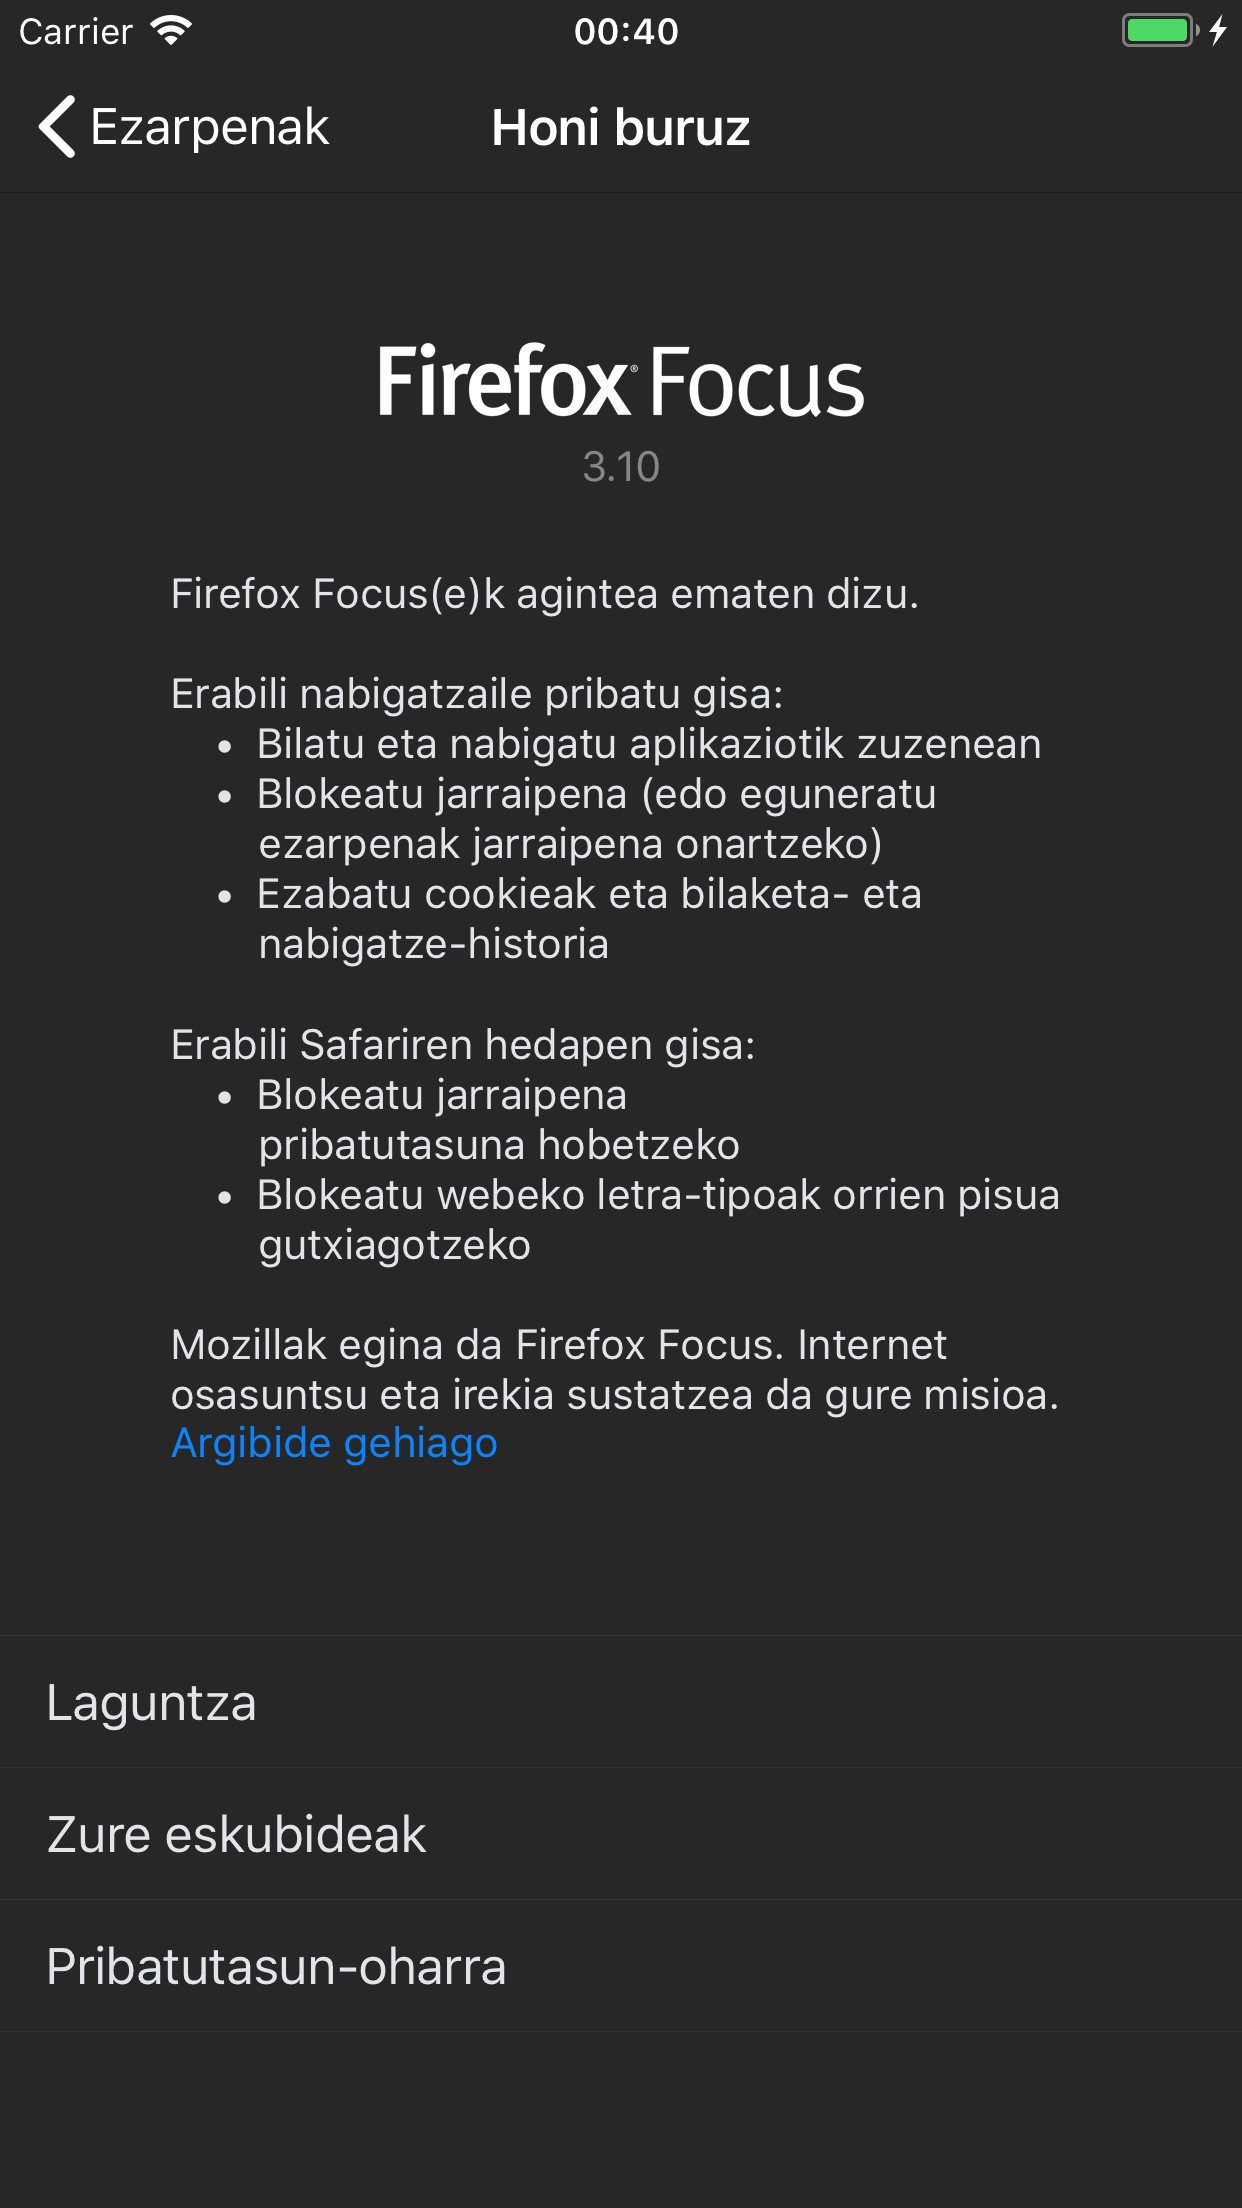 Carrier
00:40
Ezarpenak
Honi buruz
Firefox® Focus
3.10
Firefox Focus(e)k agintea ematen dizu.
Erabili nabigatzaile pribatu gisa:
• Bilatu eta nabigatu aplikaziotik zuzenean
• Blokeatu jarraipena (edo eguneratu
ezarpenak jarraipena onartzeko)
• Ezabatu cookieak eta bilaketa- eta
nabigatze-historia
Erabili Safariren hedapen gisa:
• Blokeatu jarraipena
pribatutasuna hobetzeko
• Blokeatu webeko letra-tipoak orrien pisua
gutxiagotzeko
Mozillak egina da Firefox Focus. Internet
osasuntsu eta irekia sustatzea da gure misioa.
Argibide gehiago
Laguntza
Zure eskubideak
Pribatutasun-oharra